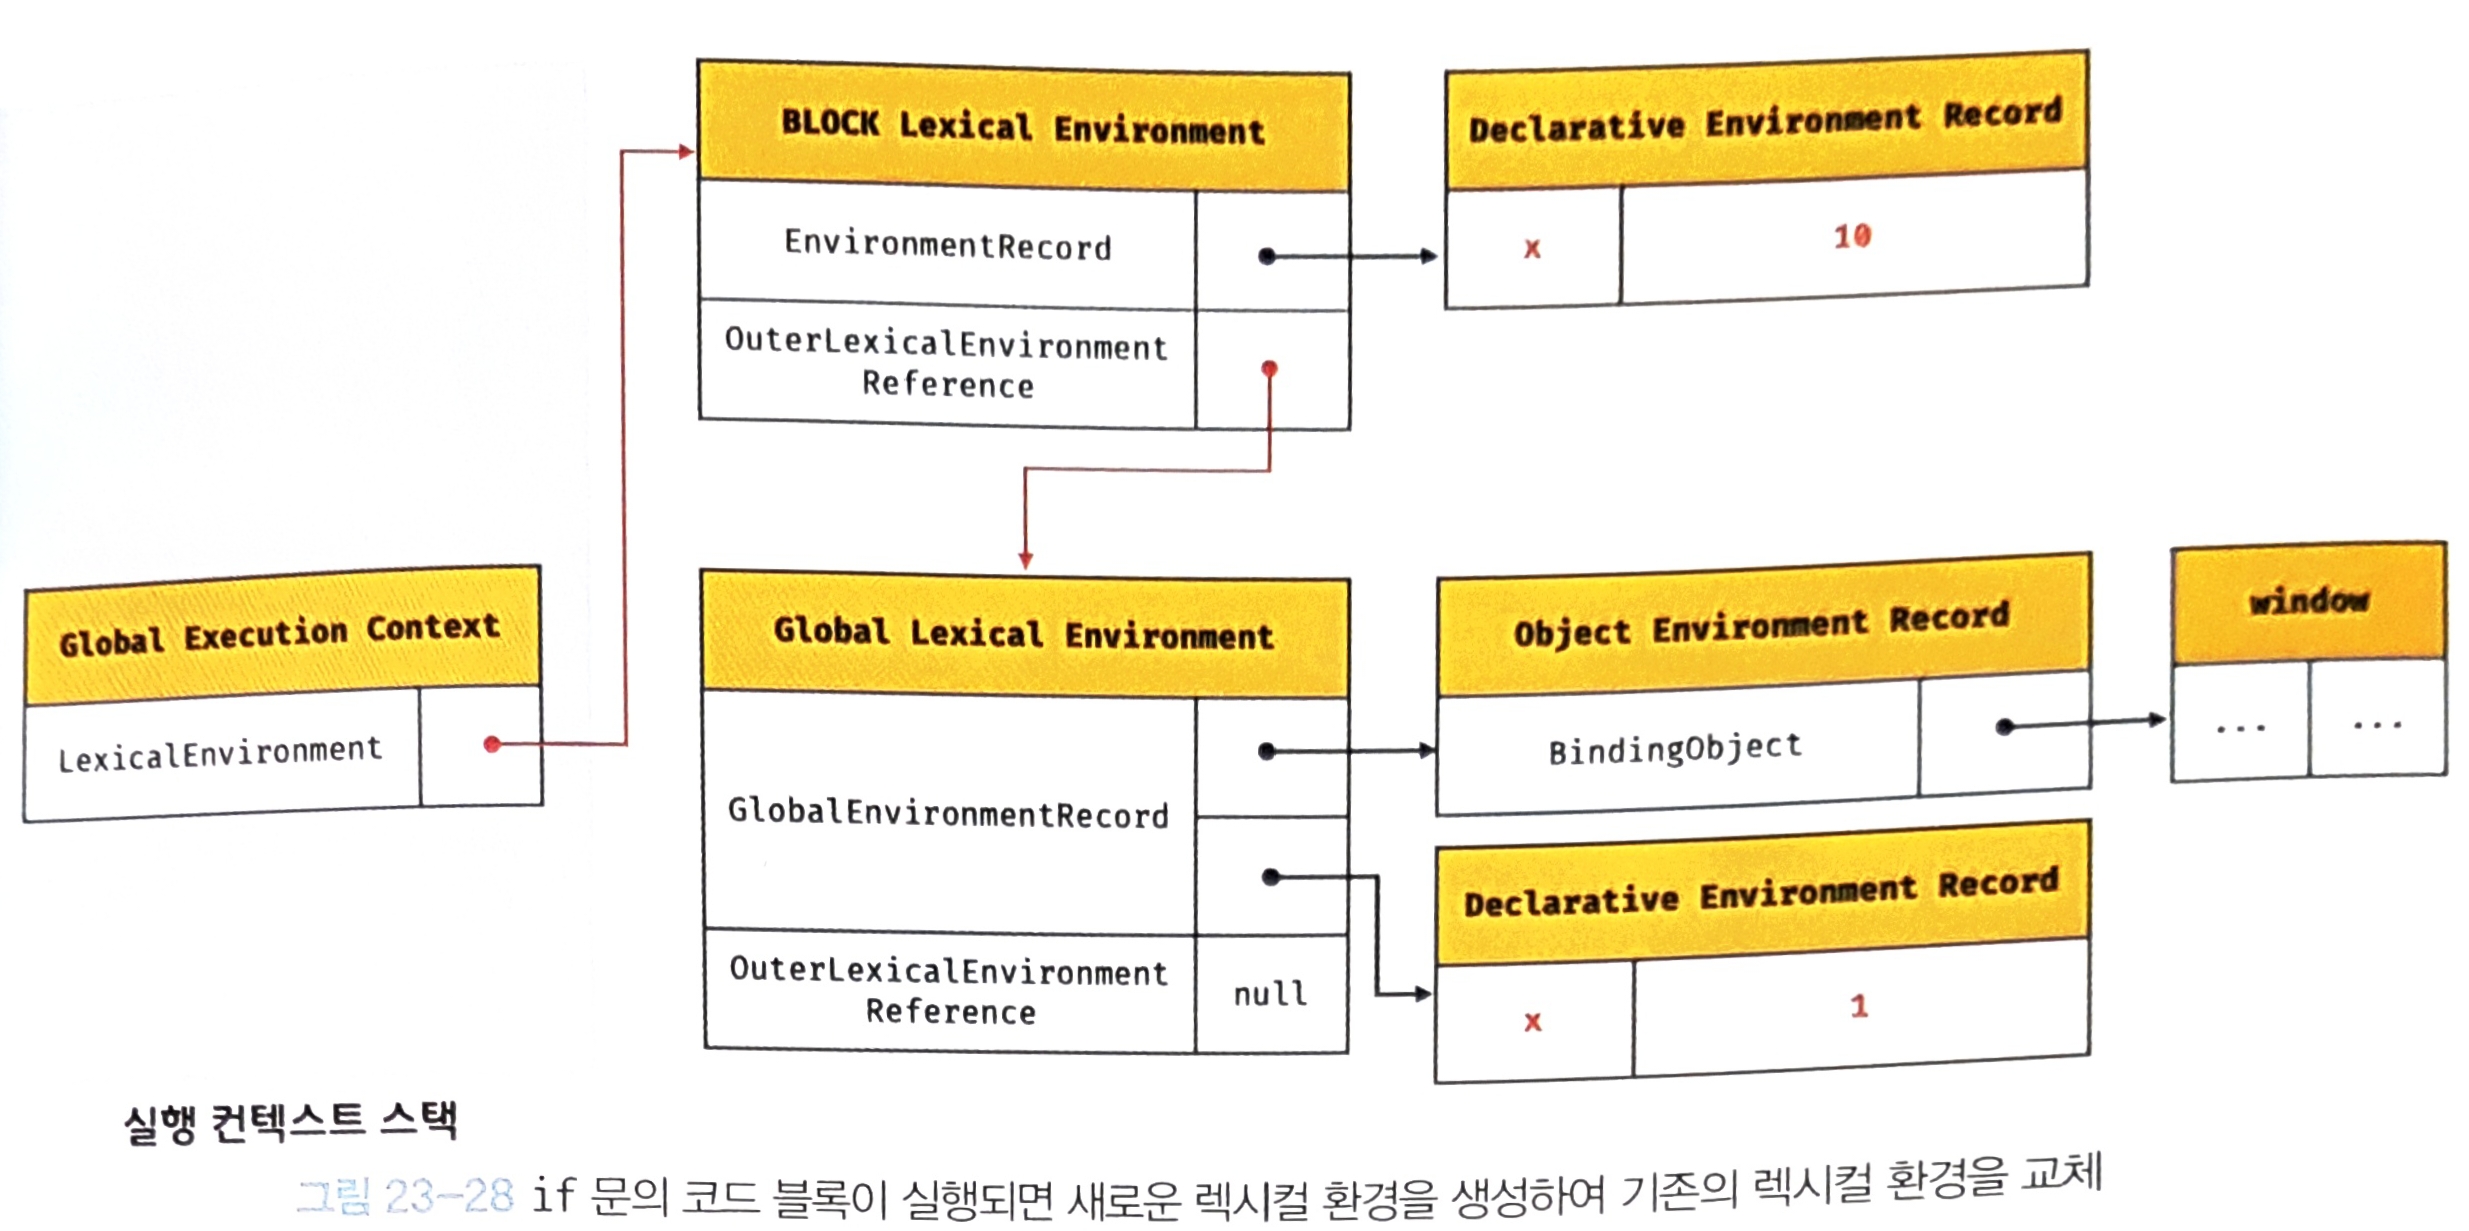 BLOCK Lexical Environment
EnvironmentRecord
OuterLexicalEnvironment
Reference
Declarative Environment Record
x 10
Global Execution Context
LexicalEnvironment
Global Lexical Environment
GlobalEnvironmentRecord
OuterLexicalEnvironment
Reference
null
Object Environment Record
BindingObject
window
... ...
Declarative Environment Record
x 1
실행 컨텍스트 스택
그림 23-28 if 문의 코드 블록이 실행되면 새로운 렉시컬 환경을 생성하여 기존의 렉시컬 환경을 교체